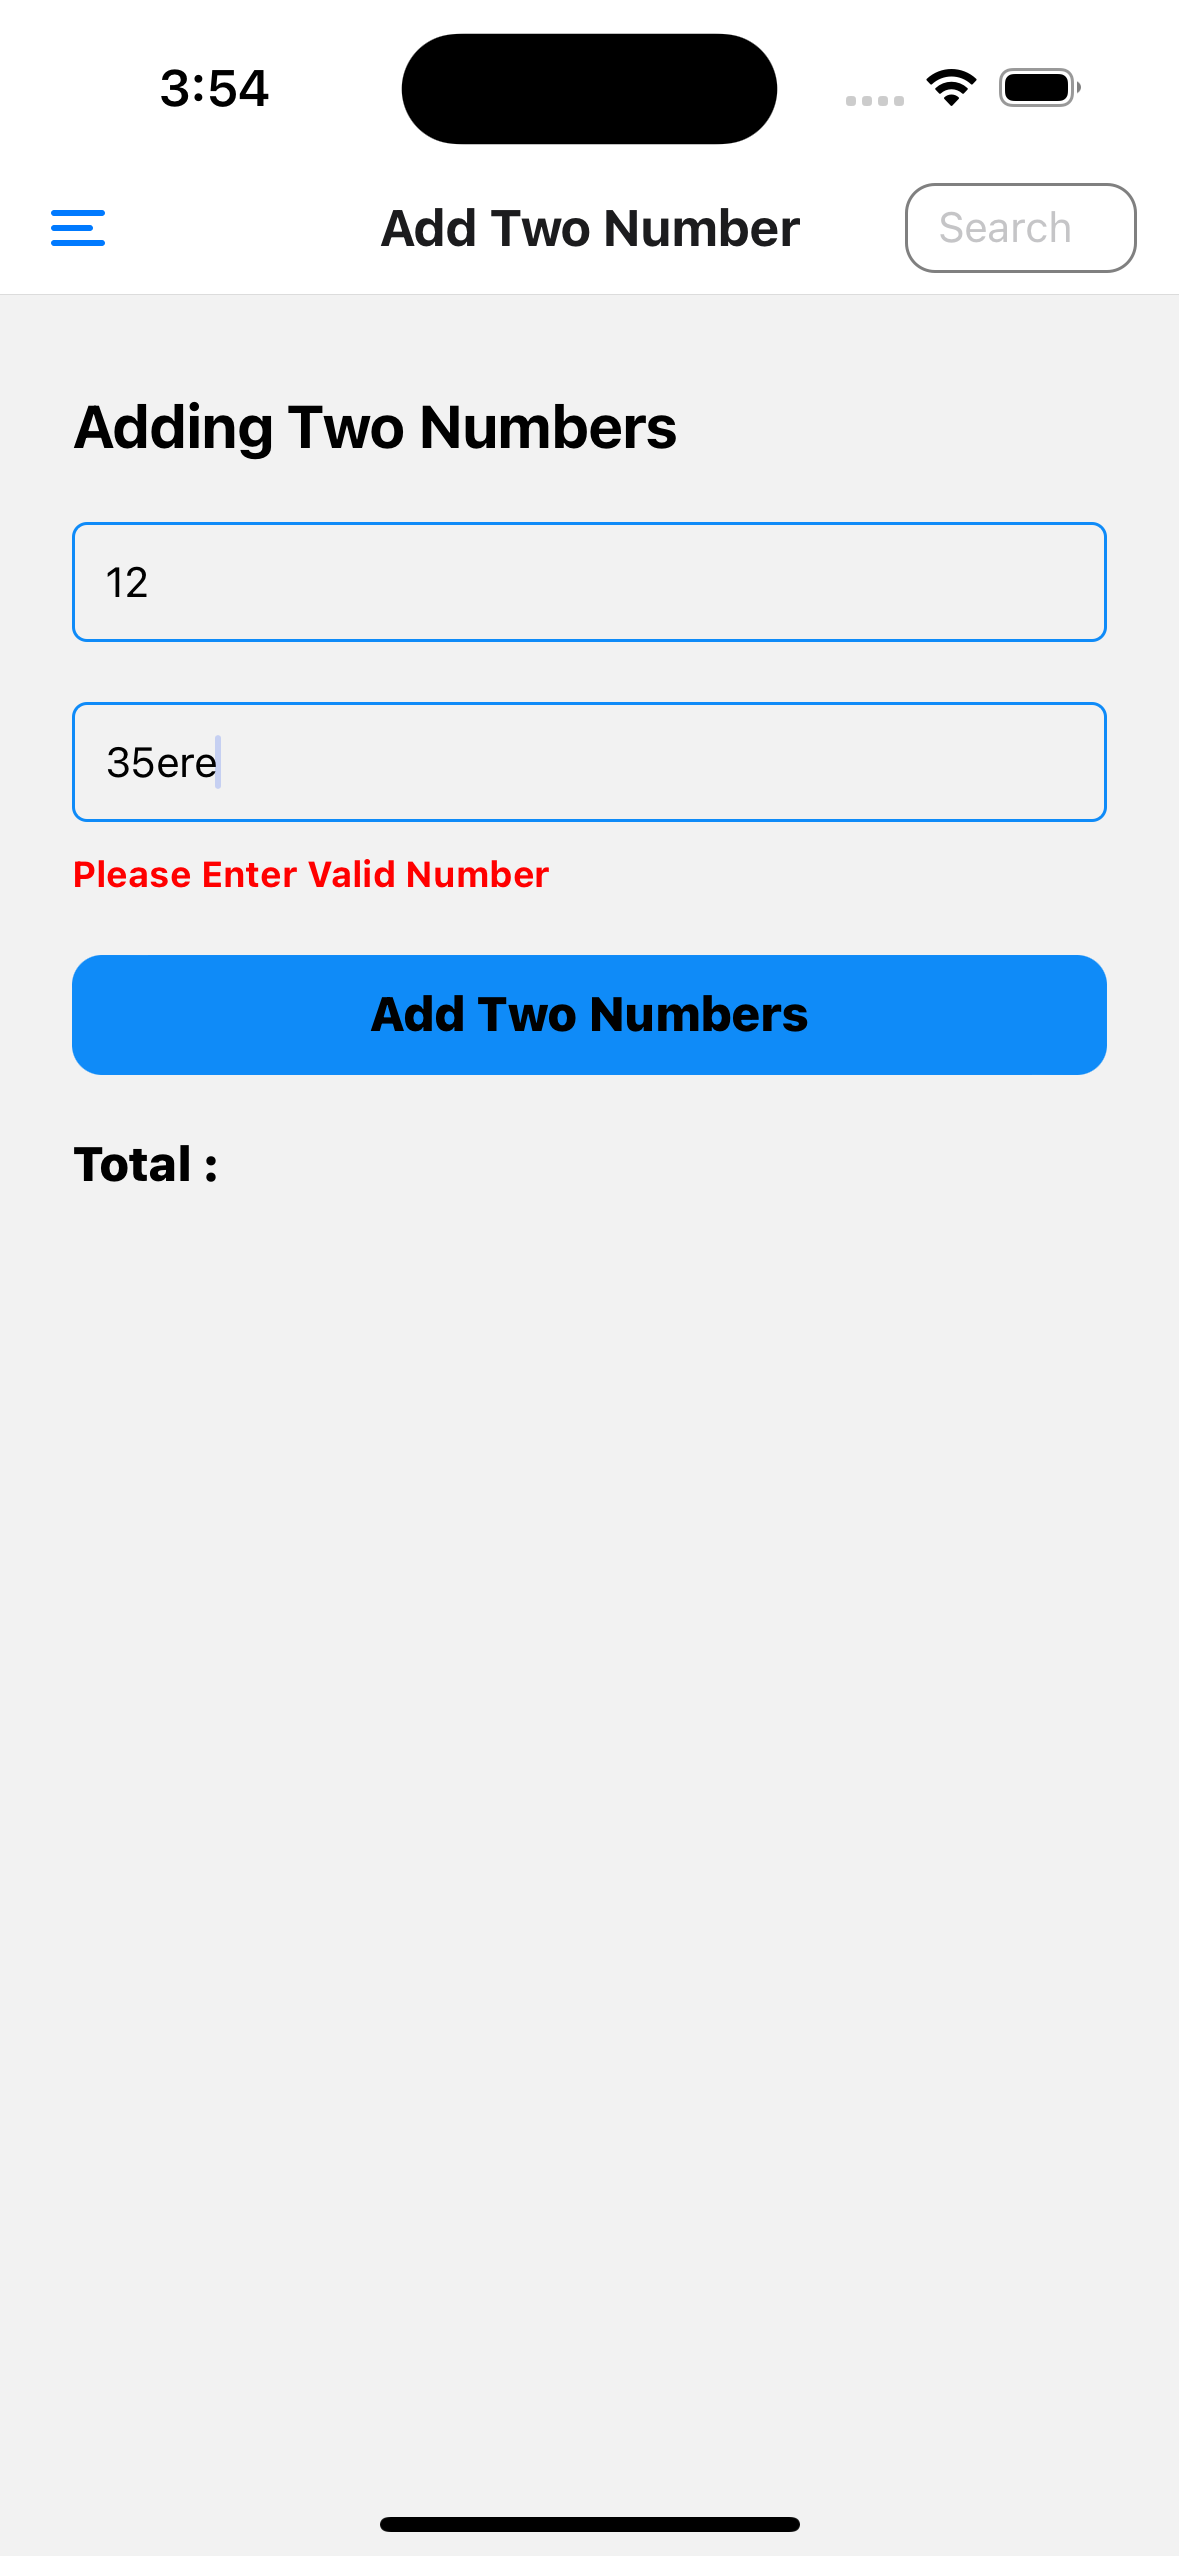 3:54
Add Two Number
Search
Adding Two Numbers
12
35ere
Please Enter Valid Number
Add Two Numbers
Total :